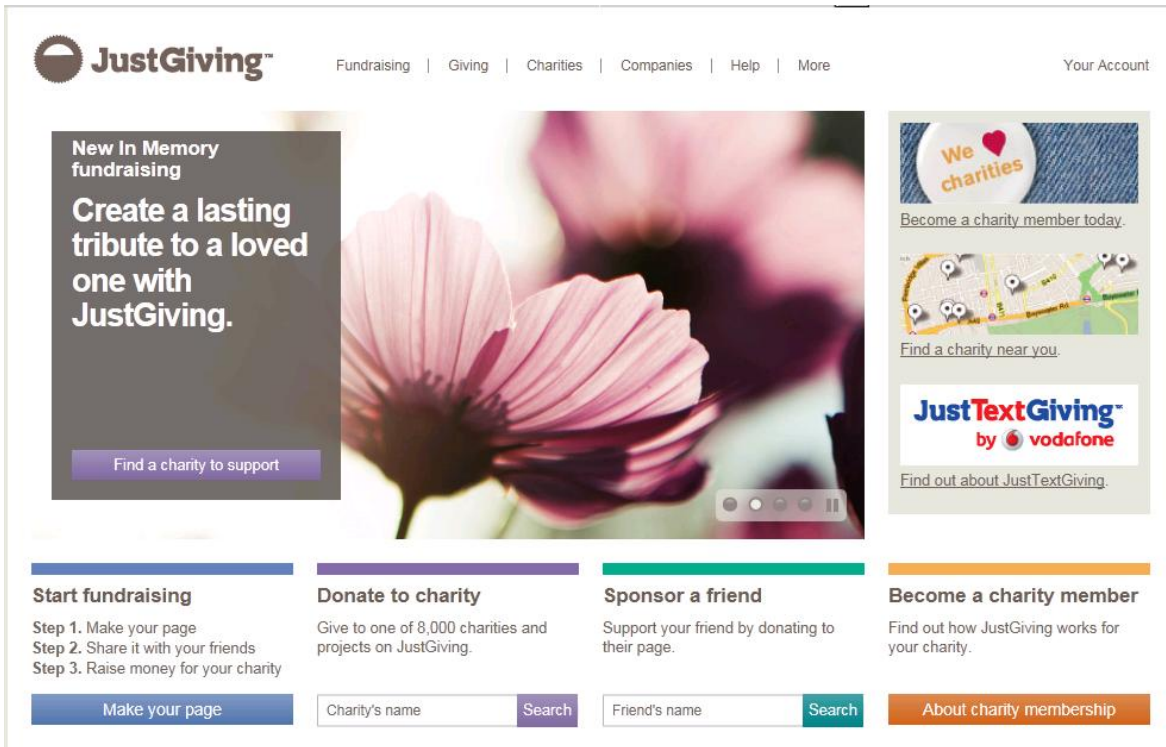 JustGiving™
Fundraising | Giving | Charities | Companies | Help | More
Your Account
New In Memory
fundraising
Create a lasting
tribute to a loved
one with
JustGiving.
Find a charity to support
We
charities
Become a charity member today.
Bayswater Rd
Find a charity near you.
JustTextGiving™
by vodafone
Find out about JustTextGiving.
Start fundraising
Step 1. Make your page
Step 2. Share it with your friends
Step 3. Raise money for your charity
Make your page
Donate to charity
Give to one of 8,000 charities and
projects on JustGiving.
Charity's name
Search
Sponsor a friend
Support your friend by donating to
their page.
Friend's name
Search
Become a charity member
Find out how JustGiving works for
your charity.
About charity membership